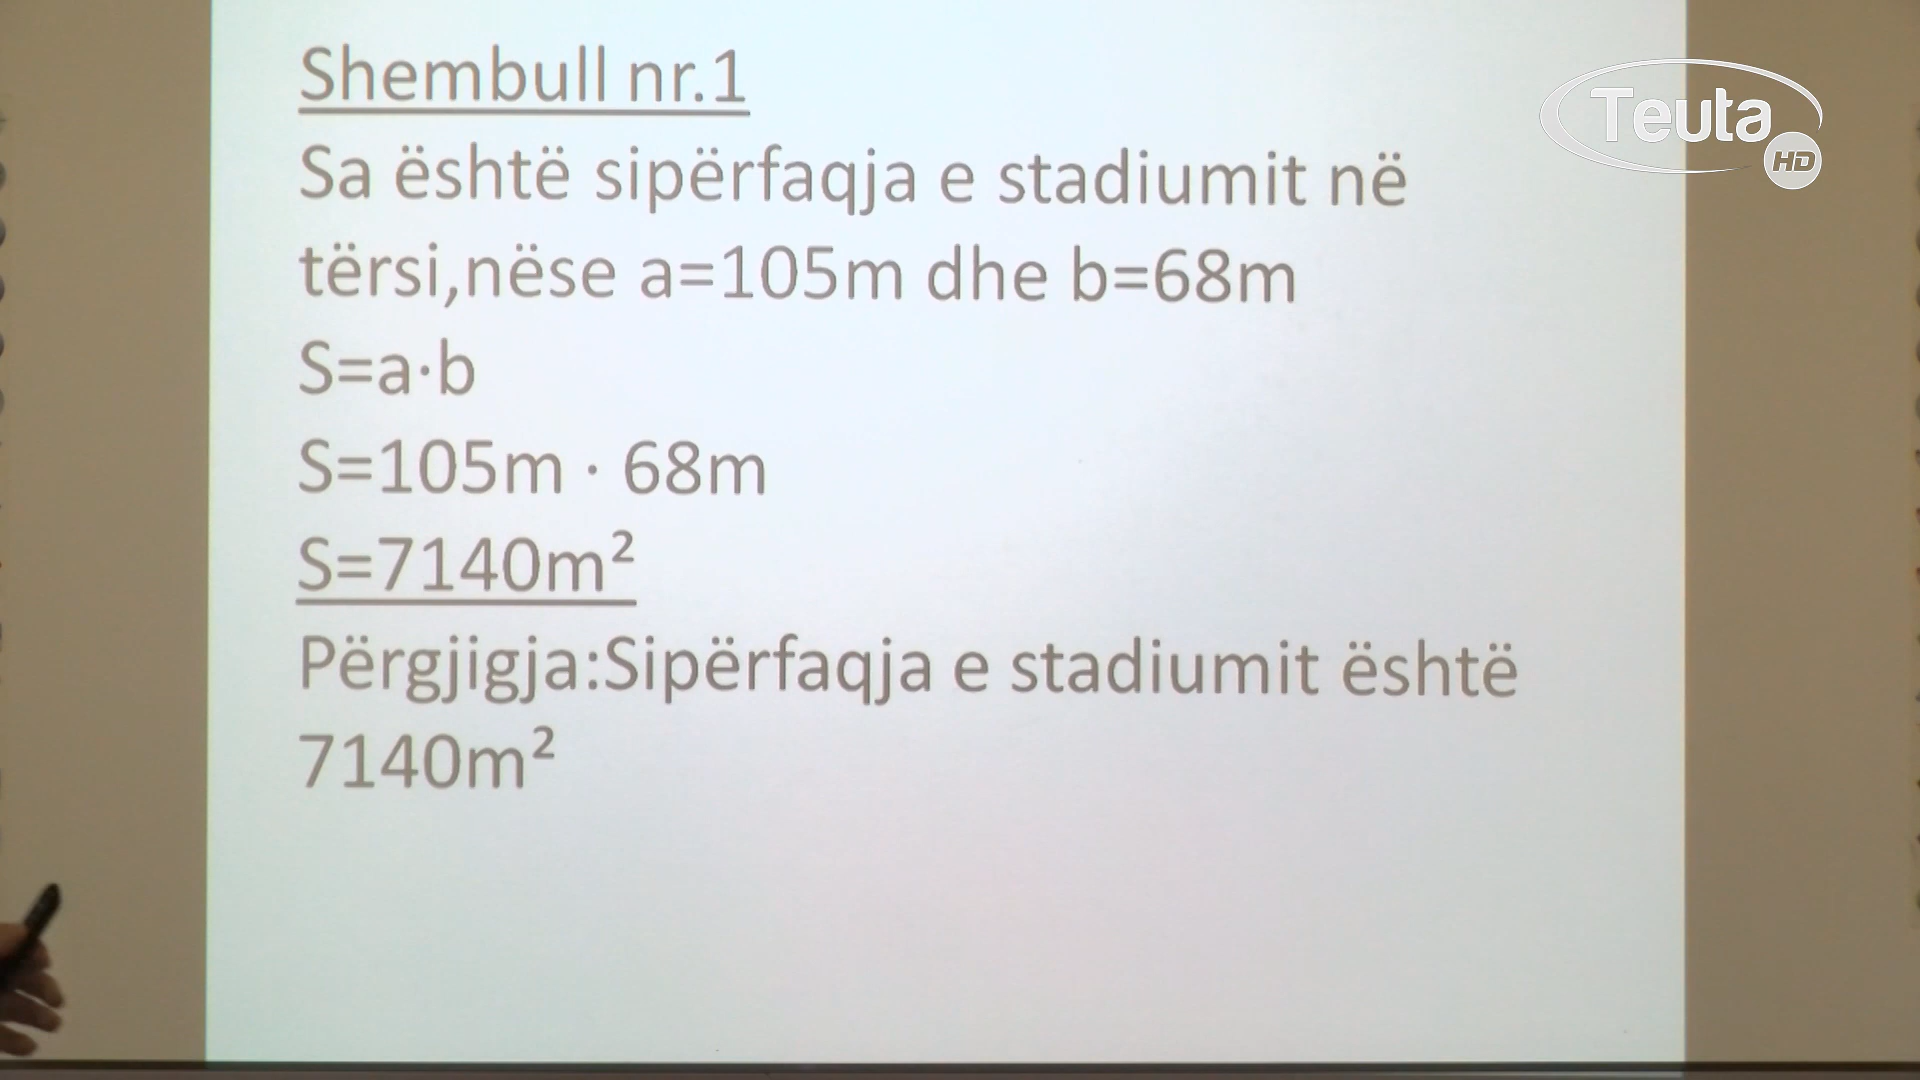 Shembull nr.1
Sa është sipërfaqja e stadiumit në
tërsi,nëse a=105m dhe b=68m
S=a·b
S=105m · 68m
S=7140m²
Përgjigja:Sipërfaqja e stadiumit është
7140m²
Teuta
HD